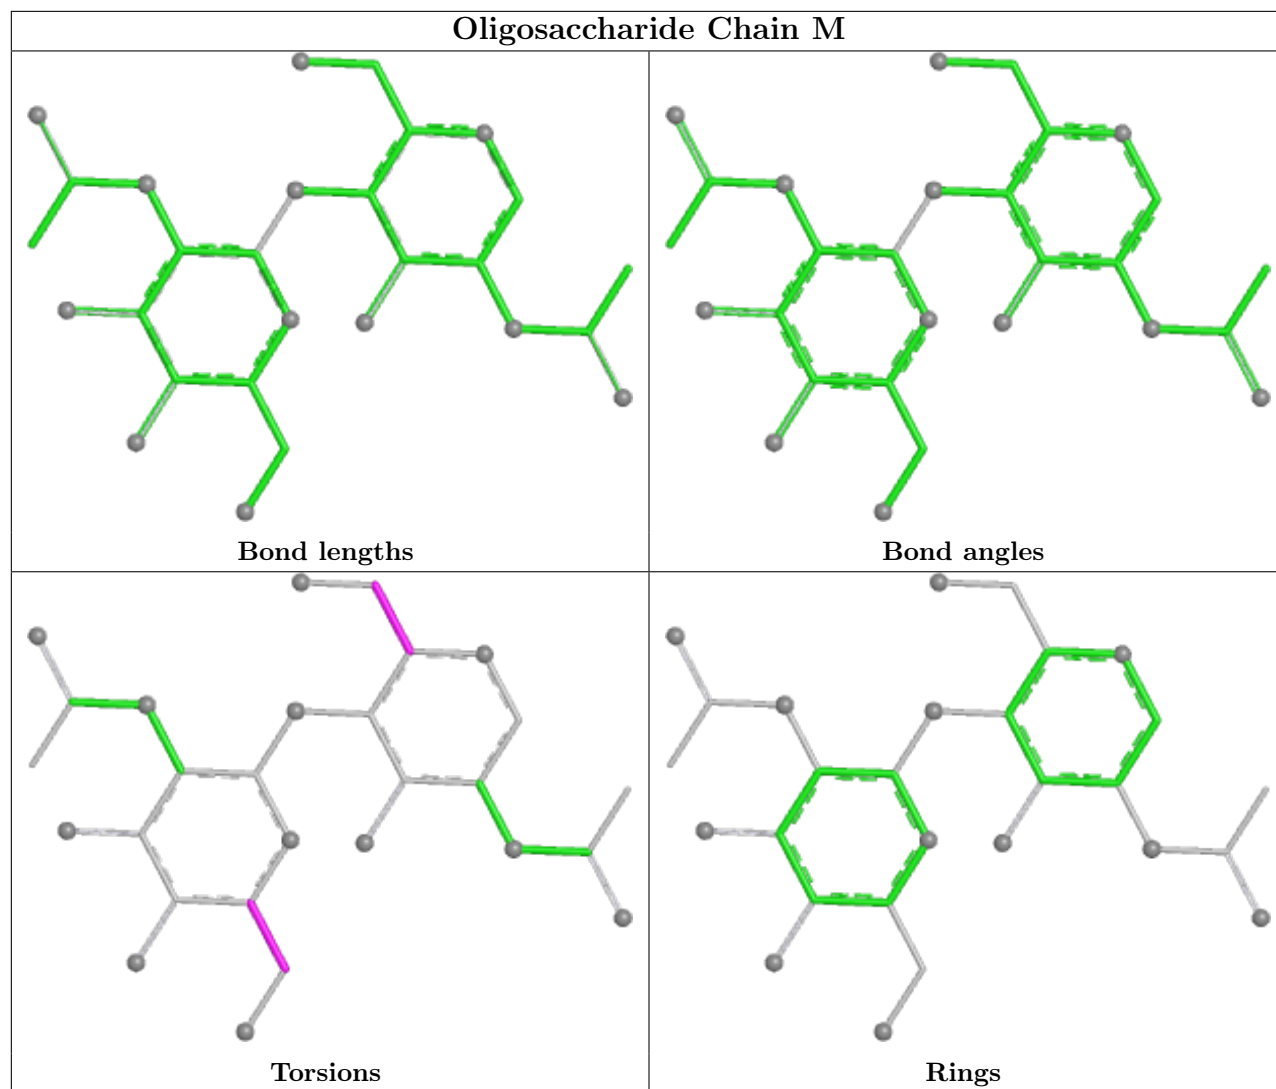 Oligosaccharide Chain M
Bond lengths
Bond angles
Torsions
Rings